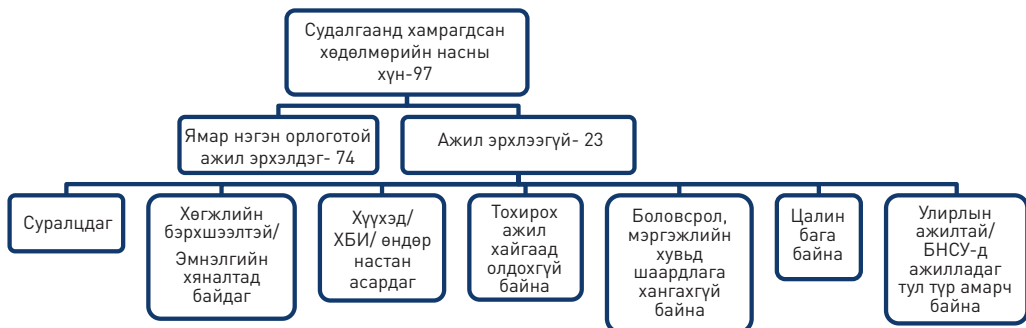 Судалгаанд хамрагдсан
хөдөлмөрийн насны
хүн-97
Ямар нэгэн орлоготой
ажил эрхэлдэг- 74
Ажил эрхлээгүй- 23
Суралцдаг
Хөгжлийн
бэрхшээлтэй/
Эмнэлгийн
хяналтад
байдаг
Хүүхэд/
ХБИ/ өндөр
настан
асардаг
Тохирох
ажил
хайгаад
олдохгүй
байна
Боловсрол,
мэргэжлийн
хувьд
шаардлага
хангахгүй
байна
Цалин
бага
байна
Улирлын
ажилтай/
БНСУ-д
ажилладаг
тул түр амарч
байна